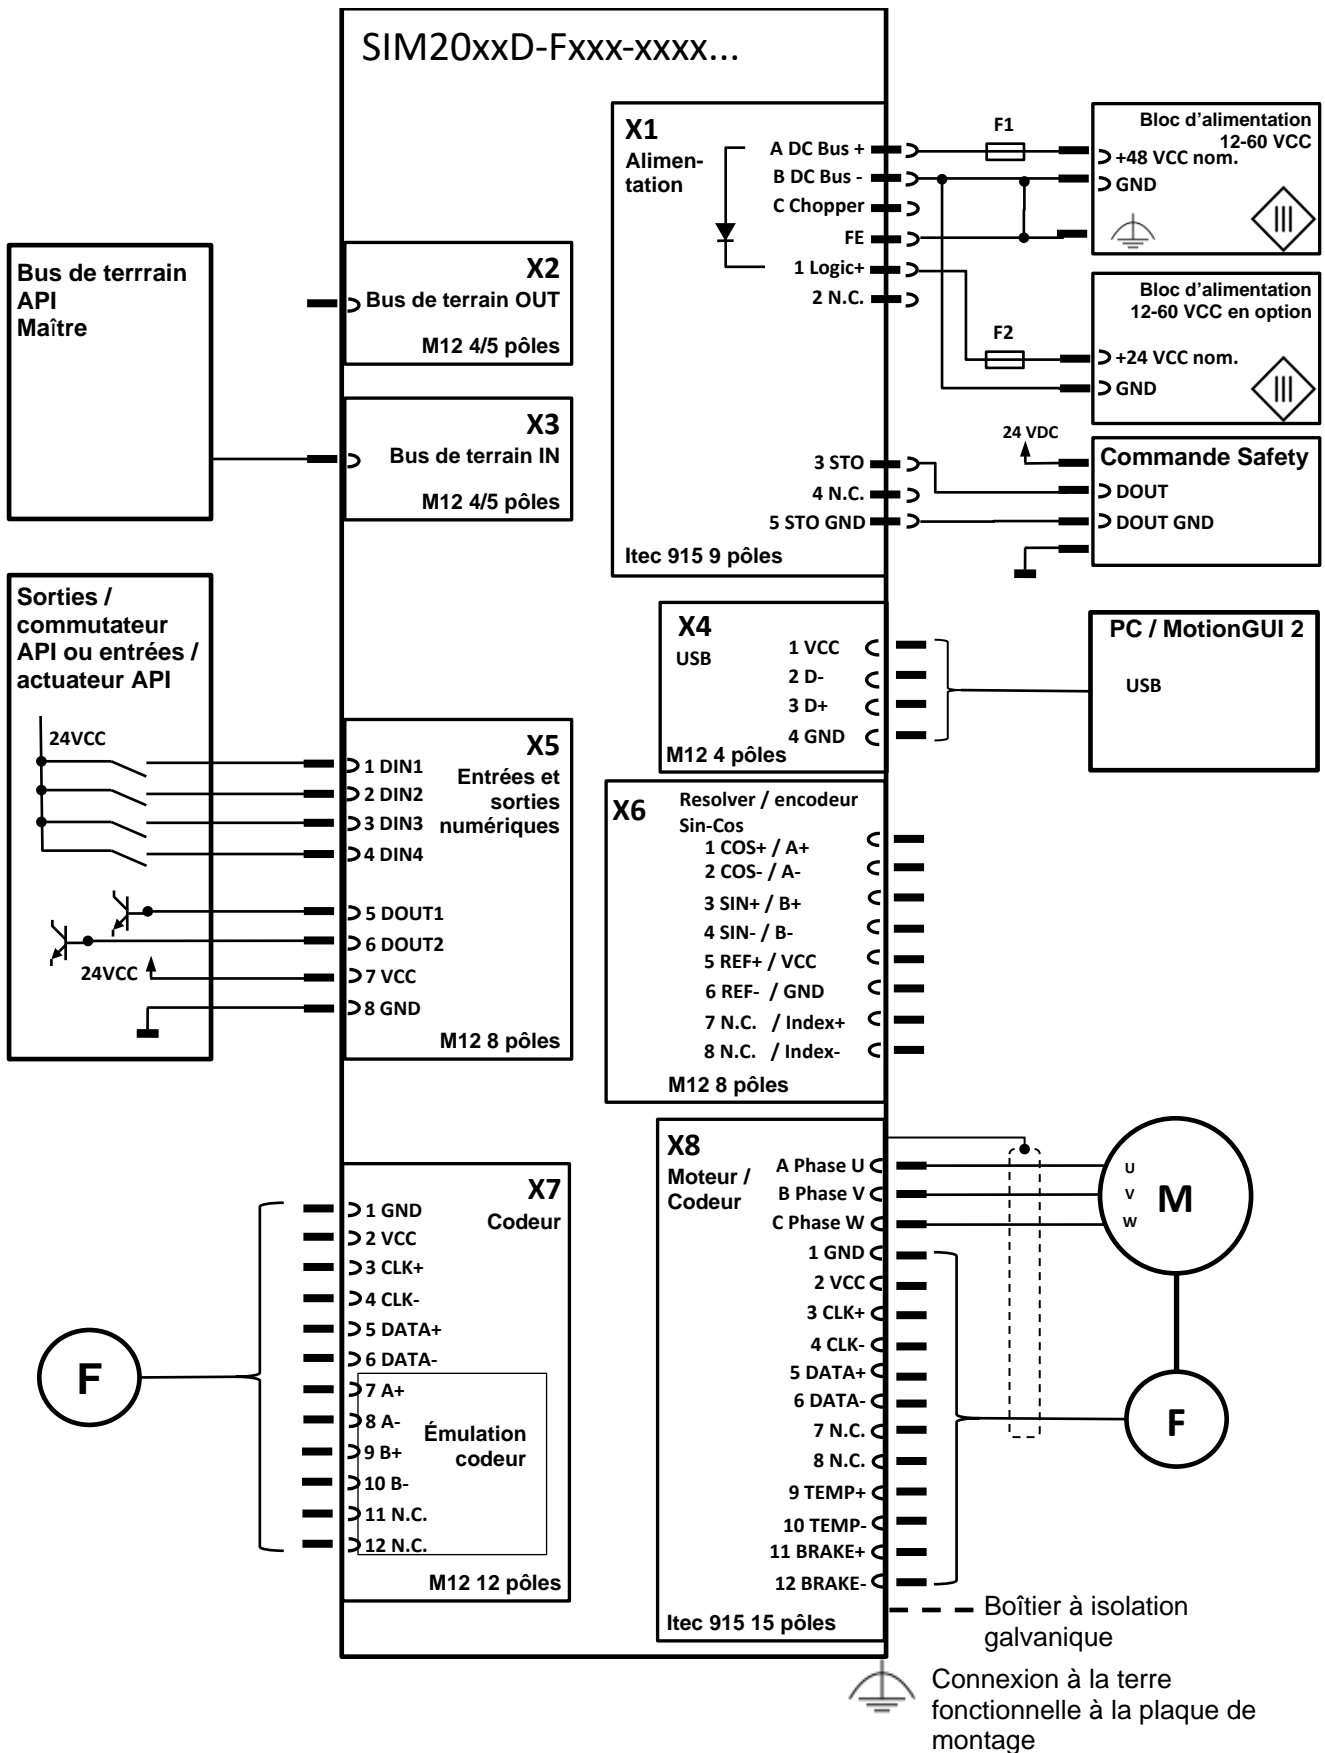 SIM20xxD-Fxxx-xxxx...
X1
Alimen-
tation
A DC Bus +
B DC Bus -
C Chopper
FE
1 Logic+
2 N.C.
3 STO
4 N.C.
5 STO GND
Itec 915 9 pôles
F1
Bloc d'alimentation
12-60 VCC
+48 VCC nom.
GND
Bloc d'alimentation
12-60 VCC en option
F2
+24 VCC nom.
GND
24 VDC
Commande Safety
DOUT
DOUT GND
Bus de terrrain
API
Maître
X2
Bus de terrain OUT
M12 4/5 pôles
X3
Bus de terrain IN
M12 4/5 pôles
X4
USB
1 VCC
2 D-
3 D+
4 GND
M12 4 pôles
PC / MotionGUI 2
USB
Sorties /
commutateur
API ou entrées /
actuateur API
24VCC
24VCC
X5
Entrées et
sorties
numériques
1 DIN1
2 DIN2
3 DIN3
4 DIN4
5 DOUT1
6 DOUT2
7 VCC
8 GND
M12 8 pôles
X6
Resolver / encodeur
Sin-Cos
1 COS+ / A+
2 COS- / A-
3 SIN+ / B+
4 SIN- / B-
5 REF+ / VCC
6 REF- / GND
7 N.C. / Index+
8 N.C. / Index-
M12 8 pôles
X7
Codeur
1 GND
2 VCC
3 CLK+
4 CLK-
5 DATA+
6 DATA-
7 A+
8 A-
9 B+
10 B-
11 N.C.
12 N.C.
Émulation
codeur
M12 12 pôles
F
X8
Moteur /
Codeur
A Phase U
B Phase V
C Phase W
1 GND
2 VCC
3 CLK+
4 CLK-
5 DATA+
6 DATA-
7 N.C.
8 N.C.
9 TEMP+
10 TEMP-
11 BRAKE+
12 BRAKE-
Itec 915 15 pôles
U
V
W
M
F
Boîtier à isolation
galvanique
Connexion à la terre
fonctionnelle à la plaque de
montage